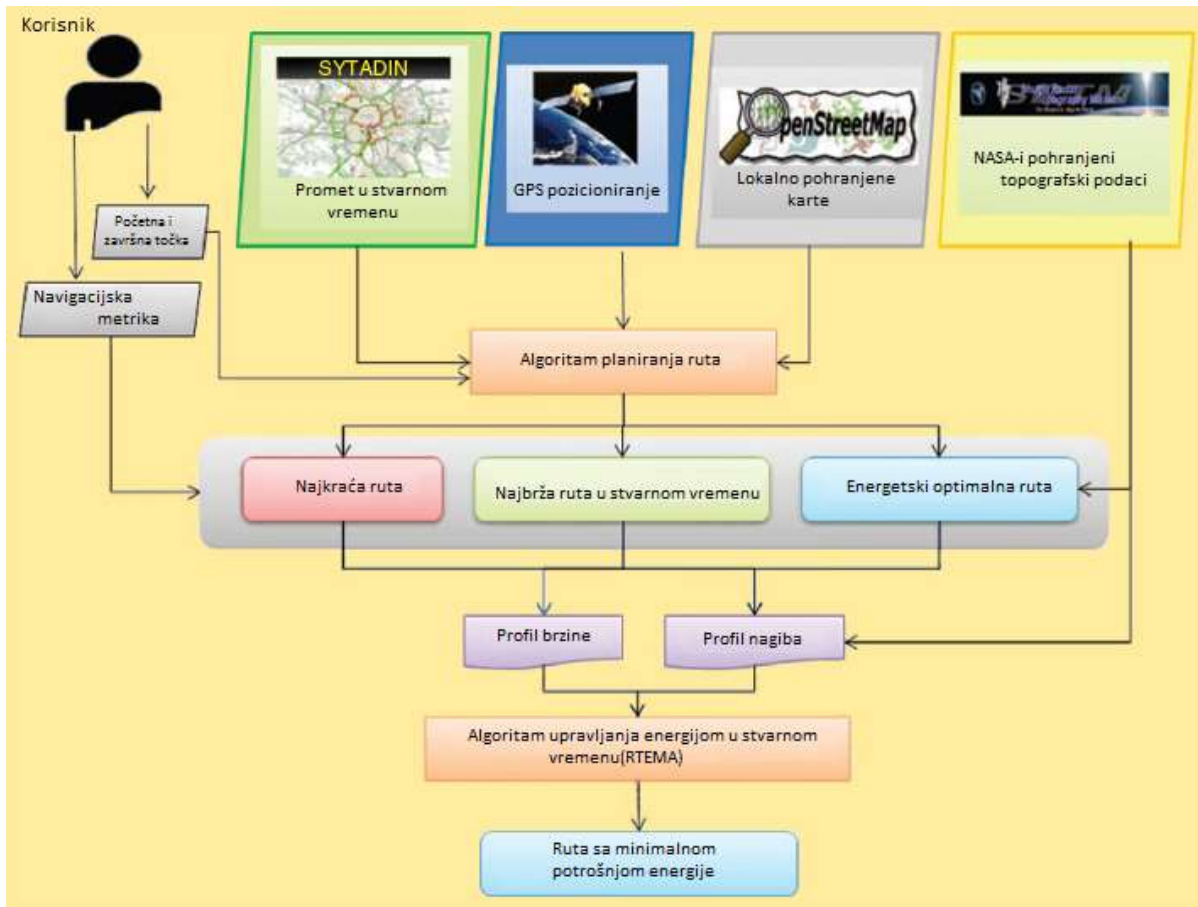 Korisnik
SYTADIN
Promet u stvarnom
vremenu
GPS pozicioniranje
penStreetMap
Lokalno pohranjene
karte
NASA-i pohranjeni
topografski podaci
Početna i
završna točka
Navigacijska
metrika
Algoritam planiranja ruta
Najkraća ruta
Najbrža ruta u stvarnom vremenu
Energetski optimalna ruta
Profil brzine
Profil nagiba
Algoritam upravljanja energijom u stvarnom
vremenu(RTEMA)
Ruta sa minimalnom
potrošnjom energije